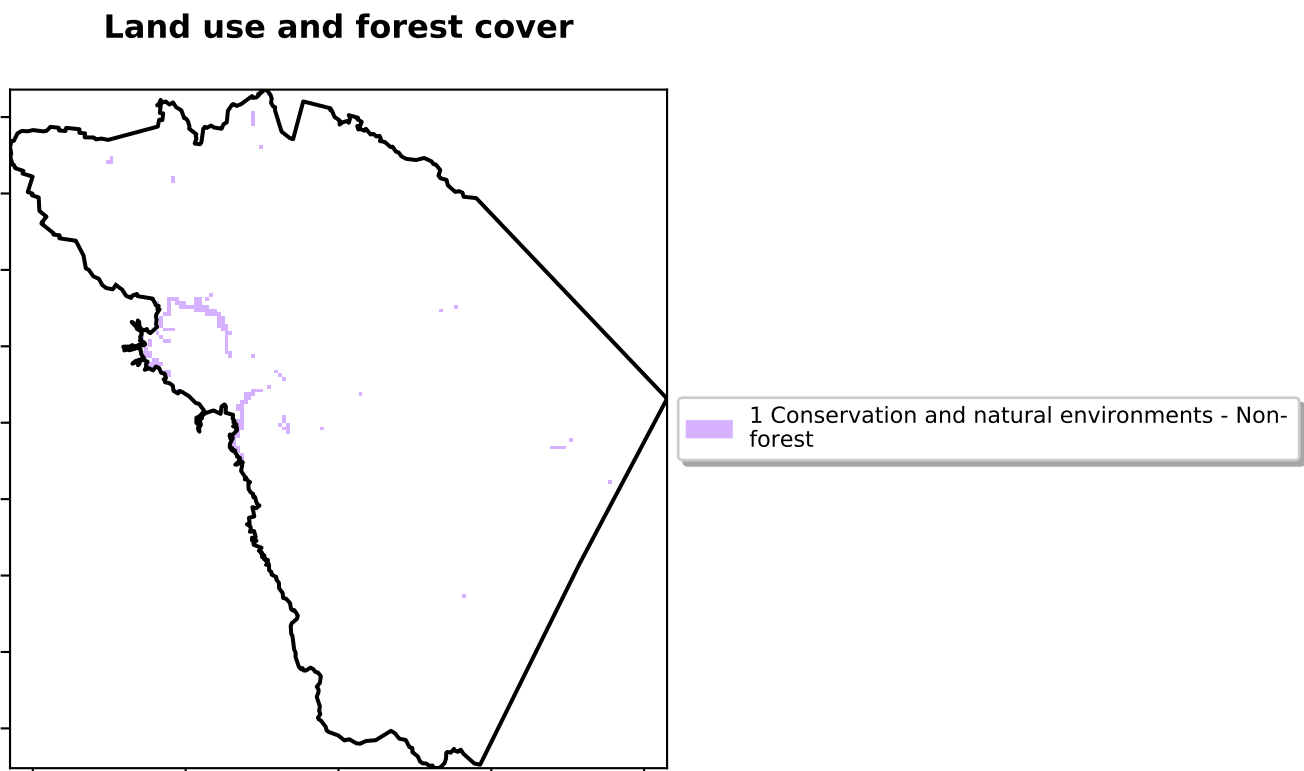 Land use and forest cover
1 Conservation and natural environments - Non-
forest